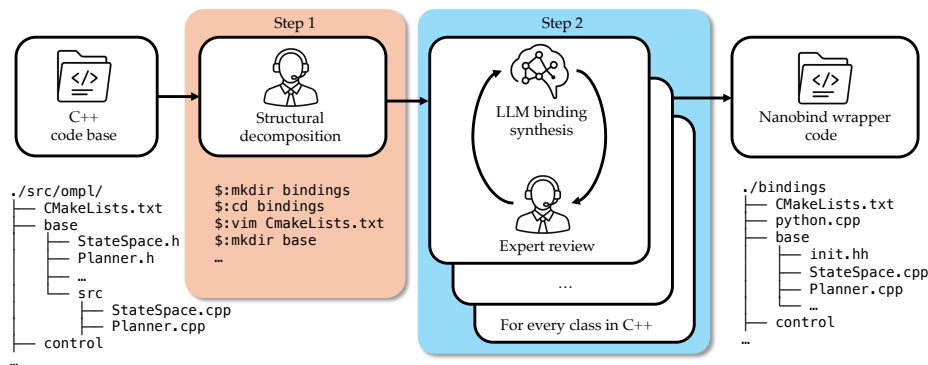 Step 1
Step 2
</>
C++
code base
Structural
decomposition
LLM binding
synthesis
Expert review
…
For every class in C++
</>
Nanobind wrapper
code
./src/ompl/
├── CMakeLists.txt
├── base
│   ├── StateSpace.h
│   ├── Planner.h
│   ├── …
│   └── src
│       ├── StateSpace.cpp
│       ├── Planner.cpp
├── control
…
$:mkdir bindings
$:cd bindings
$:vim CMakeLists.txt
$:mkdir base
…
./bindings
├── CMakeLists.txt
├── python.cpp
├── base
│   ├── init.hh
│   ├── StateSpace.cpp
│   ├── Planner.cpp
│   └── …
├── control
…